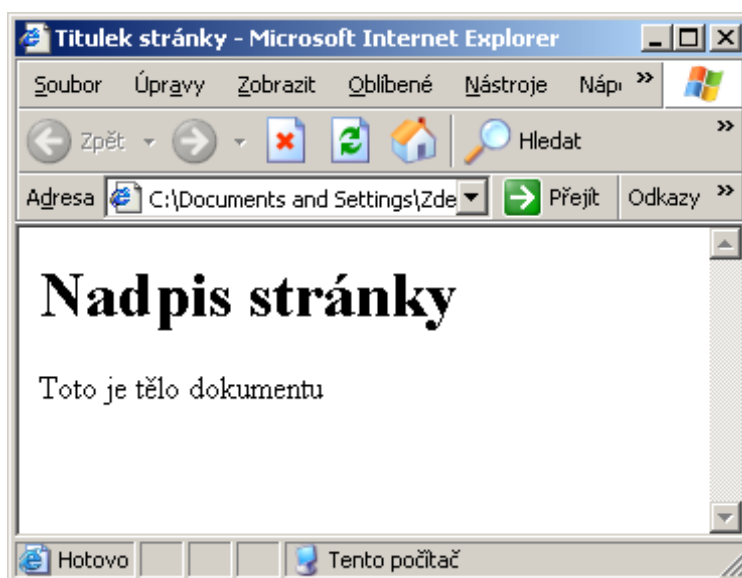 Titulek stránky - Microsoft Internet Explorer
Soubor Úpravy Zobrazit Oblíbené Nástroje Náp »
Zpět Hledat »
Adresa C:\Documents and Settings\Zde Přejít Odkazy »
Nadpis stránky
Toto je tělo dokumentu
Hotovo Tento počítač